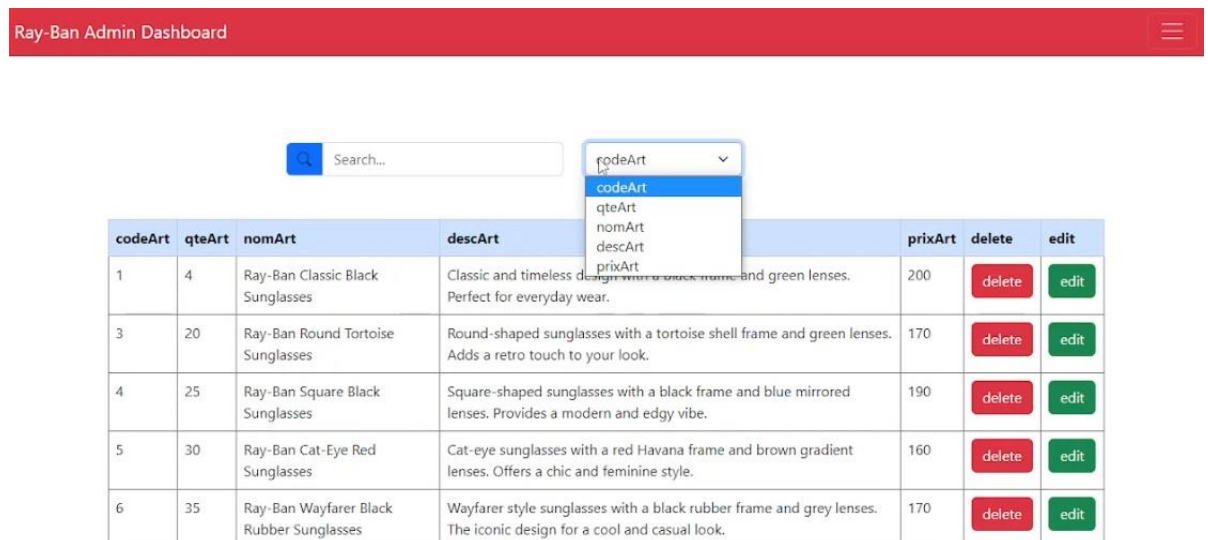 Ray-Ban Admin Dashboard
Search...
codeArt
codeArt
qteArt
nomArt
descArt
prixArt
codeArt qteArt nomArt descArt prixArt delete edit
1 4 Ray-Ban Classic Black Classic and timeless design with a black frame and green lenses. 200 delete edit
Sunglasses Perfect for everyday wear.
3 20 Ray-Ban Round Tortoise Round-shaped sunglasses with a tortoise shell frame and green lenses. 170 delete edit
Sunglasses Adds a retro touch to your look.
4 25 Ray-Ban Square Black Square-shaped sunglasses with a black frame and blue mirrored 190 delete edit
Sunglasses lenses. Provides a modern and edgy vibe.
5 30 Ray-Ban Cat-Eye Red Cat-eye sunglasses with a red Havana frame and brown gradient 160 delete edit
Sunglasses lenses. Offers a chic and feminine style.
6 35 Ray-Ban Wayfarer Black Wayfarer style sunglasses with a black rubber frame and grey lenses. 170 delete edit
Rubber Sunglasses The iconic design for a cool and casual look.